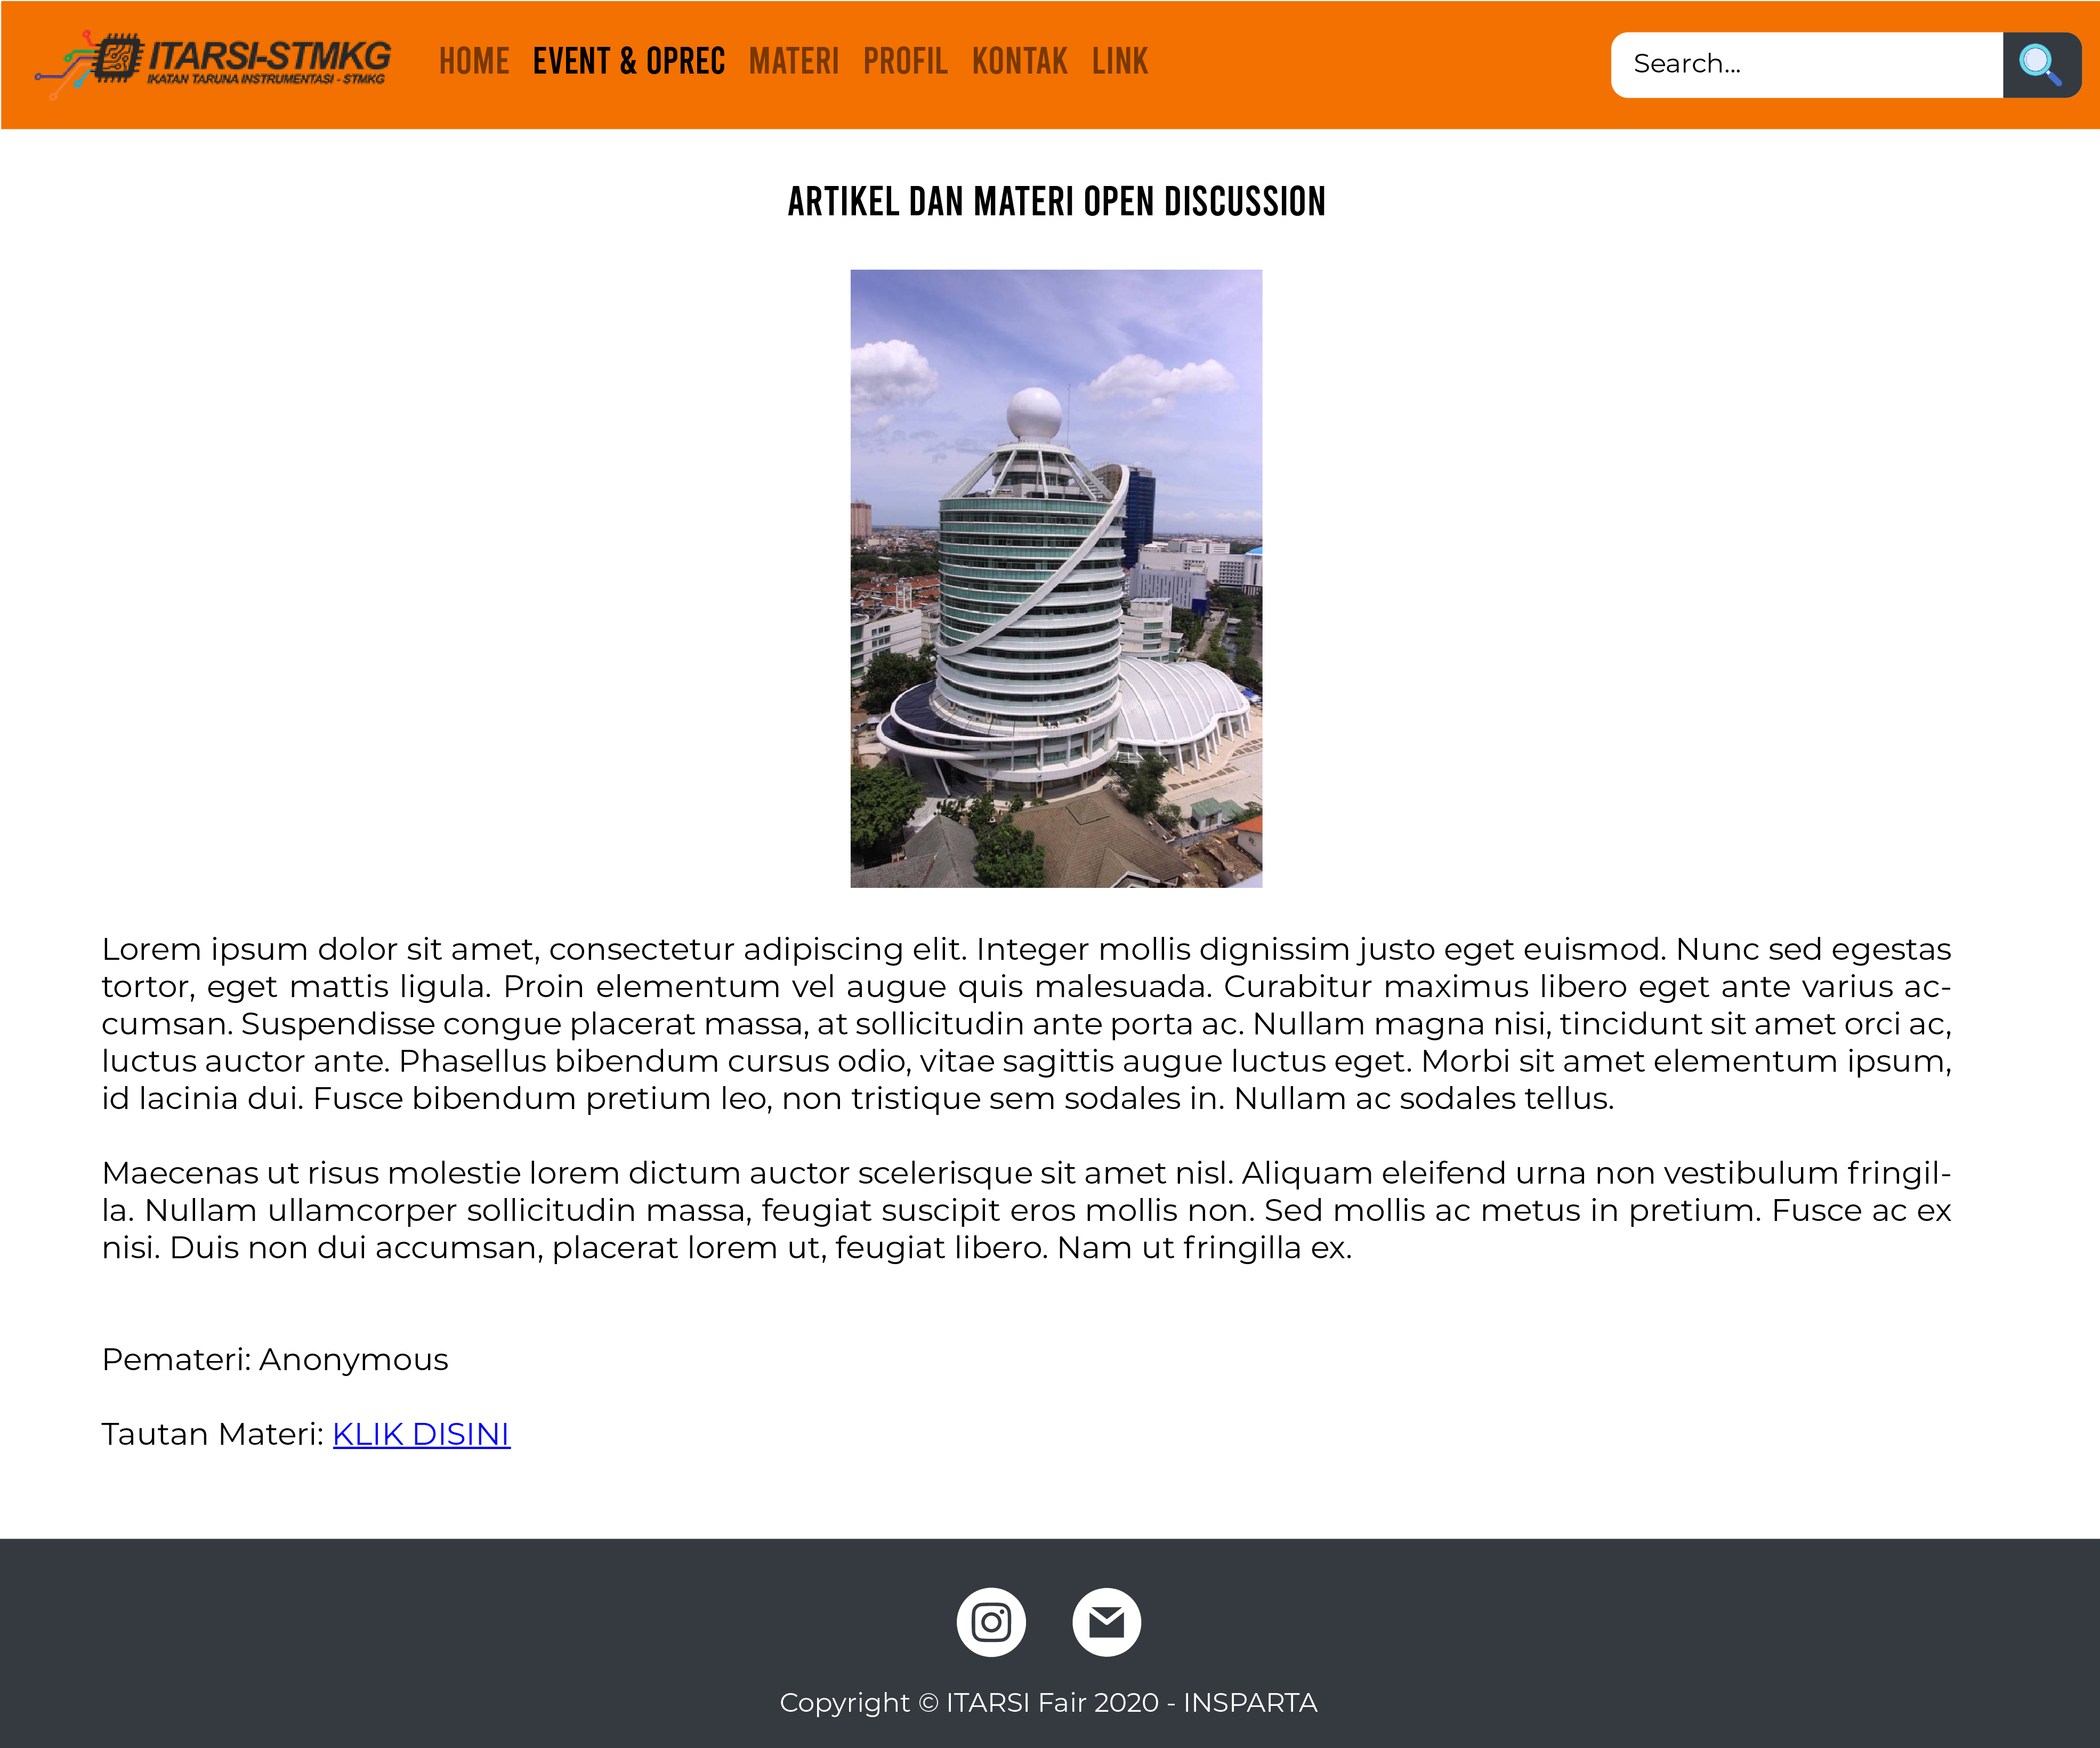 ITARSI-STMKG
IKATAN TARUNA INSTRUMENTASI - STMKG
HOME EVENT & OPREC MATERI PROFIL KONTAK LINK
Search...
ARTIKEL DAN MATERI OPEN DISCUSSION
Lorem ipsum dolor sit amet, consectetur adipiscing elit. Integer mollis dignissim justo eget euismod. Nunc sed egestas
tortor, eget mattis ligula. Proin elementum vel augue quis malesuada. Curabitur maximus libero eget ante varius ac-
cumsan. Suspendisse congue placerat massa, at sollicitudin ante porta ac. Nullam magna nisi, tincidunt sit amet orci ac,
luctus auctor ante. Phasellus bibendum cursus odio, vitae sagittis augue luctus eget. Morbi sit amet elementum ipsum,
id lacinia dui. Fusce bibendum pretium leo, non tristique sem sodales in. Nullam ac sodales tellus.
Maecenas ut risus molestie lorem dictum auctor scelerisque sit amet nisl. Aliquam eleifend urna non vestibulum fringil-
la. Nullam ullamcorper sollicitudin massa, feugiat suscipit eros mollis non. Sed mollis ac metus in pretium. Fusce ac ex
nisi. Duis non dui accumsan, placerat lorem ut, feugiat libero. Nam ut fringilla ex.
Pemateri: Anonymous
Tautan Materi: KLIK DISINI
Copyright © ITARSI Fair 2020 - INSPARTA